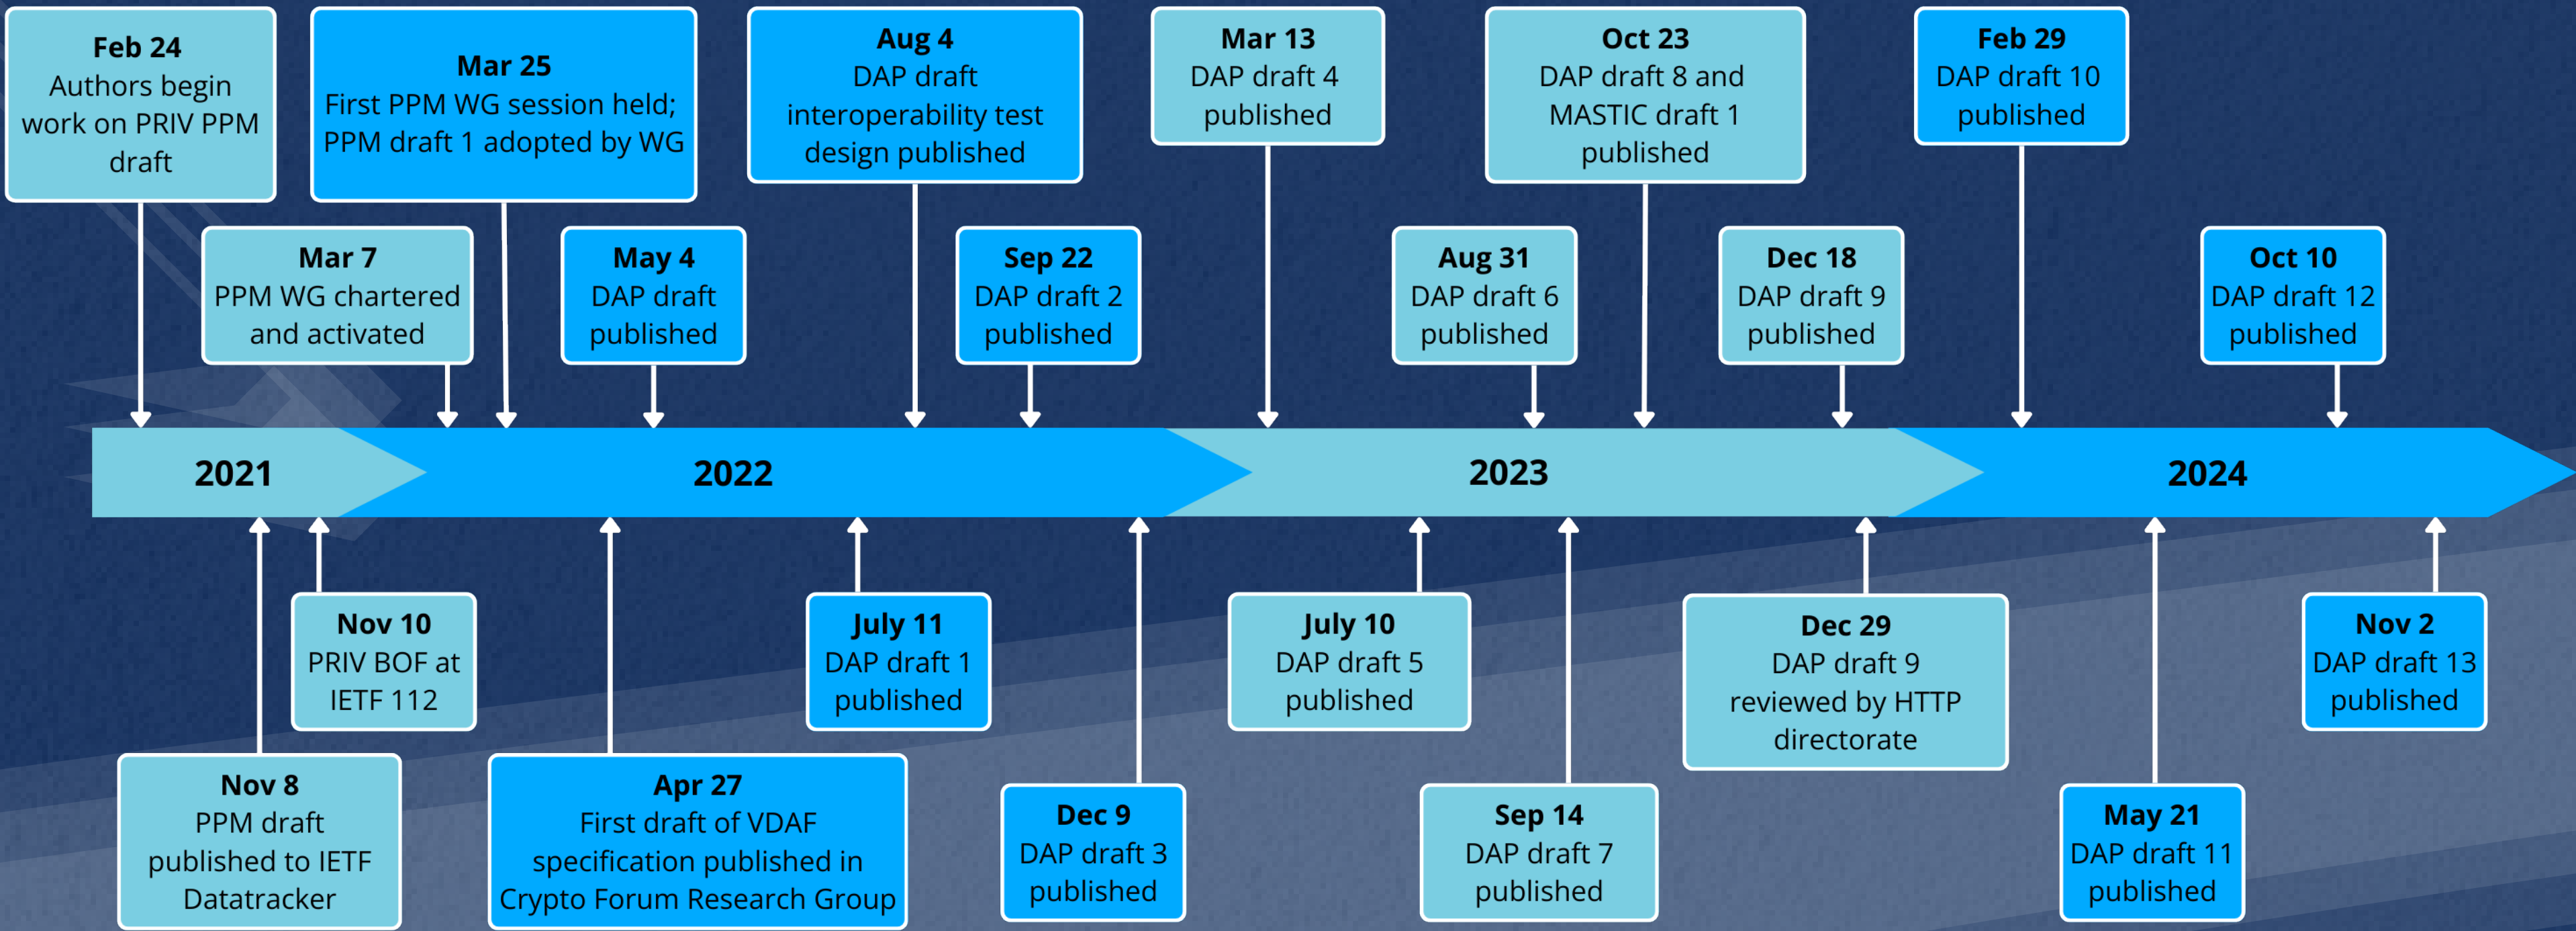 Feb 24
Authors begin
work on PRIV PPM
draft
Mar 25
First PPM WG session held;
PPM draft 1 adopted by WG
Aug 4
DAP draft
interoperability test
design published
Mar 13
DAP draft 4
published
Oct 23
DAP draft 8 and
MASTIC draft 1
published
Feb 29
DAP draft 10
published
Mar 7
PPM WG chartered
and activated
May 4
DAP draft
published
Sep 22
DAP draft 2
published
Aug 31
DAP draft 6
published
Dec 18
DAP draft 9
published
Oct 10
DAP draft 12
published
2021
2022
2023
2024
Nov 10
PRIV BOF at
IETF 112
July 11
DAP draft 1
published
July 10
DAP draft 5
published
Dec 29
DAP draft 9
reviewed by HTTP
directorate
Nov 2
DAP draft 13
published
Nov 8
PPM draft
published to IETF
Datatracker
Apr 27
First draft of VDAF
specification published in
Crypto Forum Research Group
Dec 9
DAP draft 3
published
Sep 14
DAP draft 7
published
May 21
DAP draft 11
published